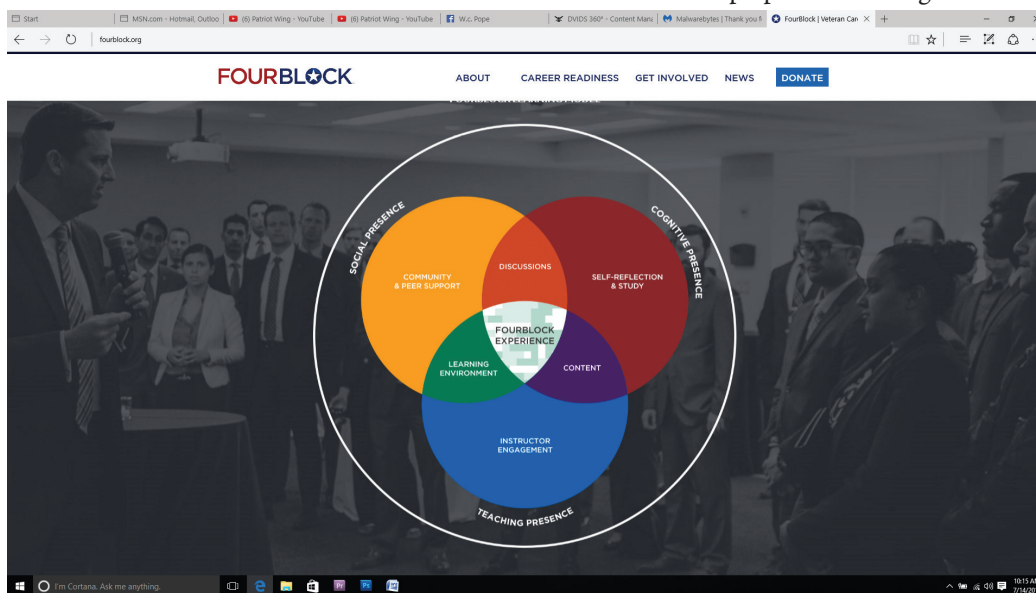 Start
MSN.com - Hotmail, Outloo
(6) Patriot Wing - YouTube
(6) Patriot Wing - YouTube
W.c. Pope
DVIDS 360° - Content Mana
Malwarebytes | Thank you f
FourBlock | Veteran Care
fourblock.org
FOURBLOCK
ABOUT
CAREER READINESS
GET INVOLVED
NEWS
DONATE
SOCIAL PRESENCE
COGNITIVE PRESENCE
DISCUSSIONS
COMMUNITY
& PEER SUPPORT
SELF-REFLECTION
& STUDY
FOURBLOCK
EXPERIENCE
LEARNING
ENVIRONMENT
CONTENT
INSTRUCTOR
ENGAGEMENT
TEACHING PRESENCE
I'm Cortana. Ask me anything.
Pr
Ps
10:15 A
7/14/20